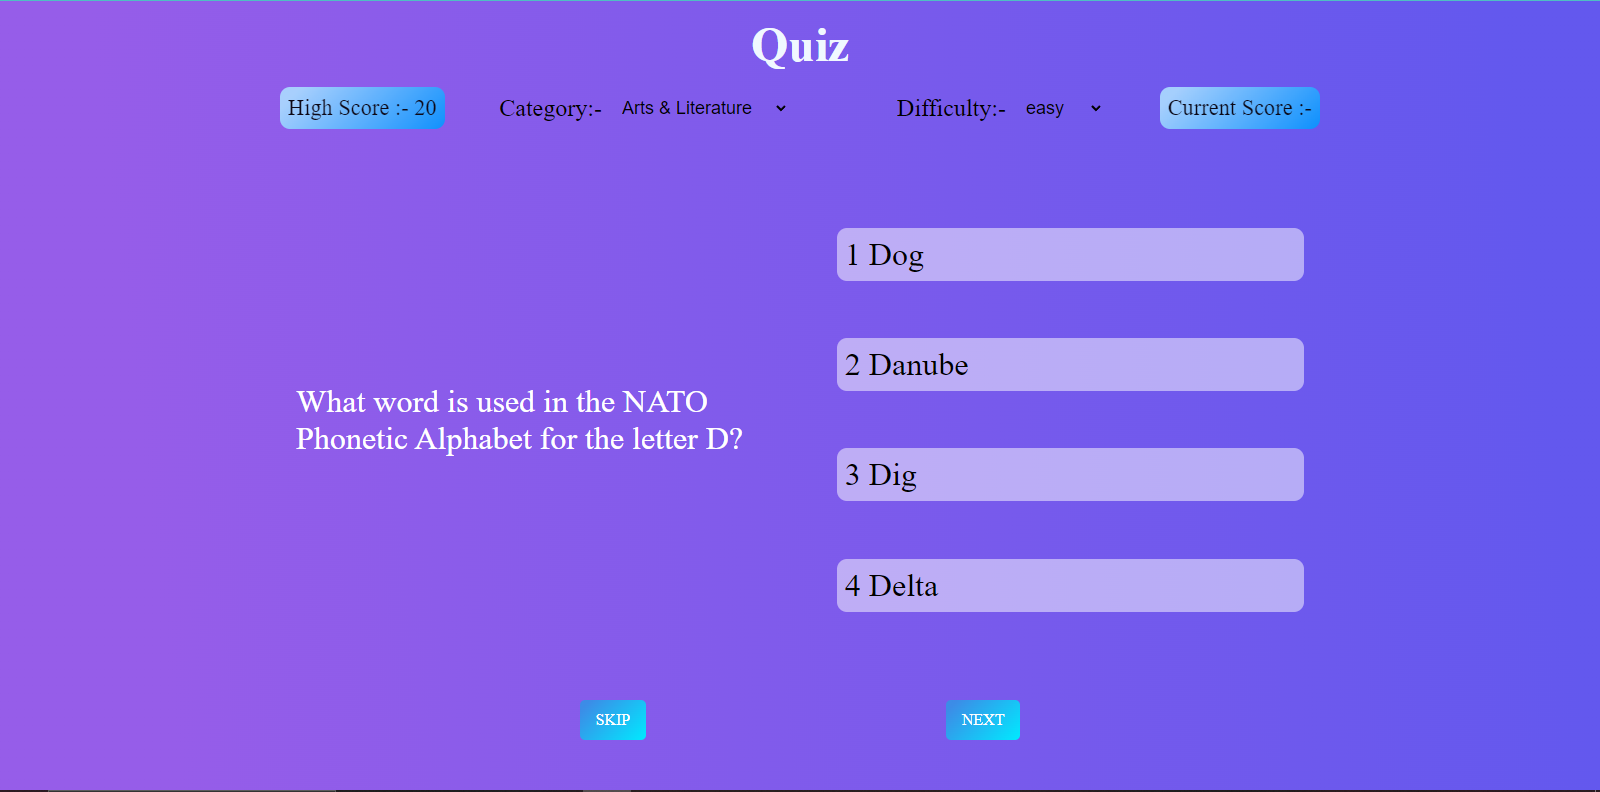 Quiz
High Score :- 20
Category:- Arts & Literature
Difficulty:- easy
Current Score :-
What word is used in the NATO
Phonetic Alphabet for the letter D?
1 Dog
2 Danube
3 Dig
4 Delta
SKIP
NEXT